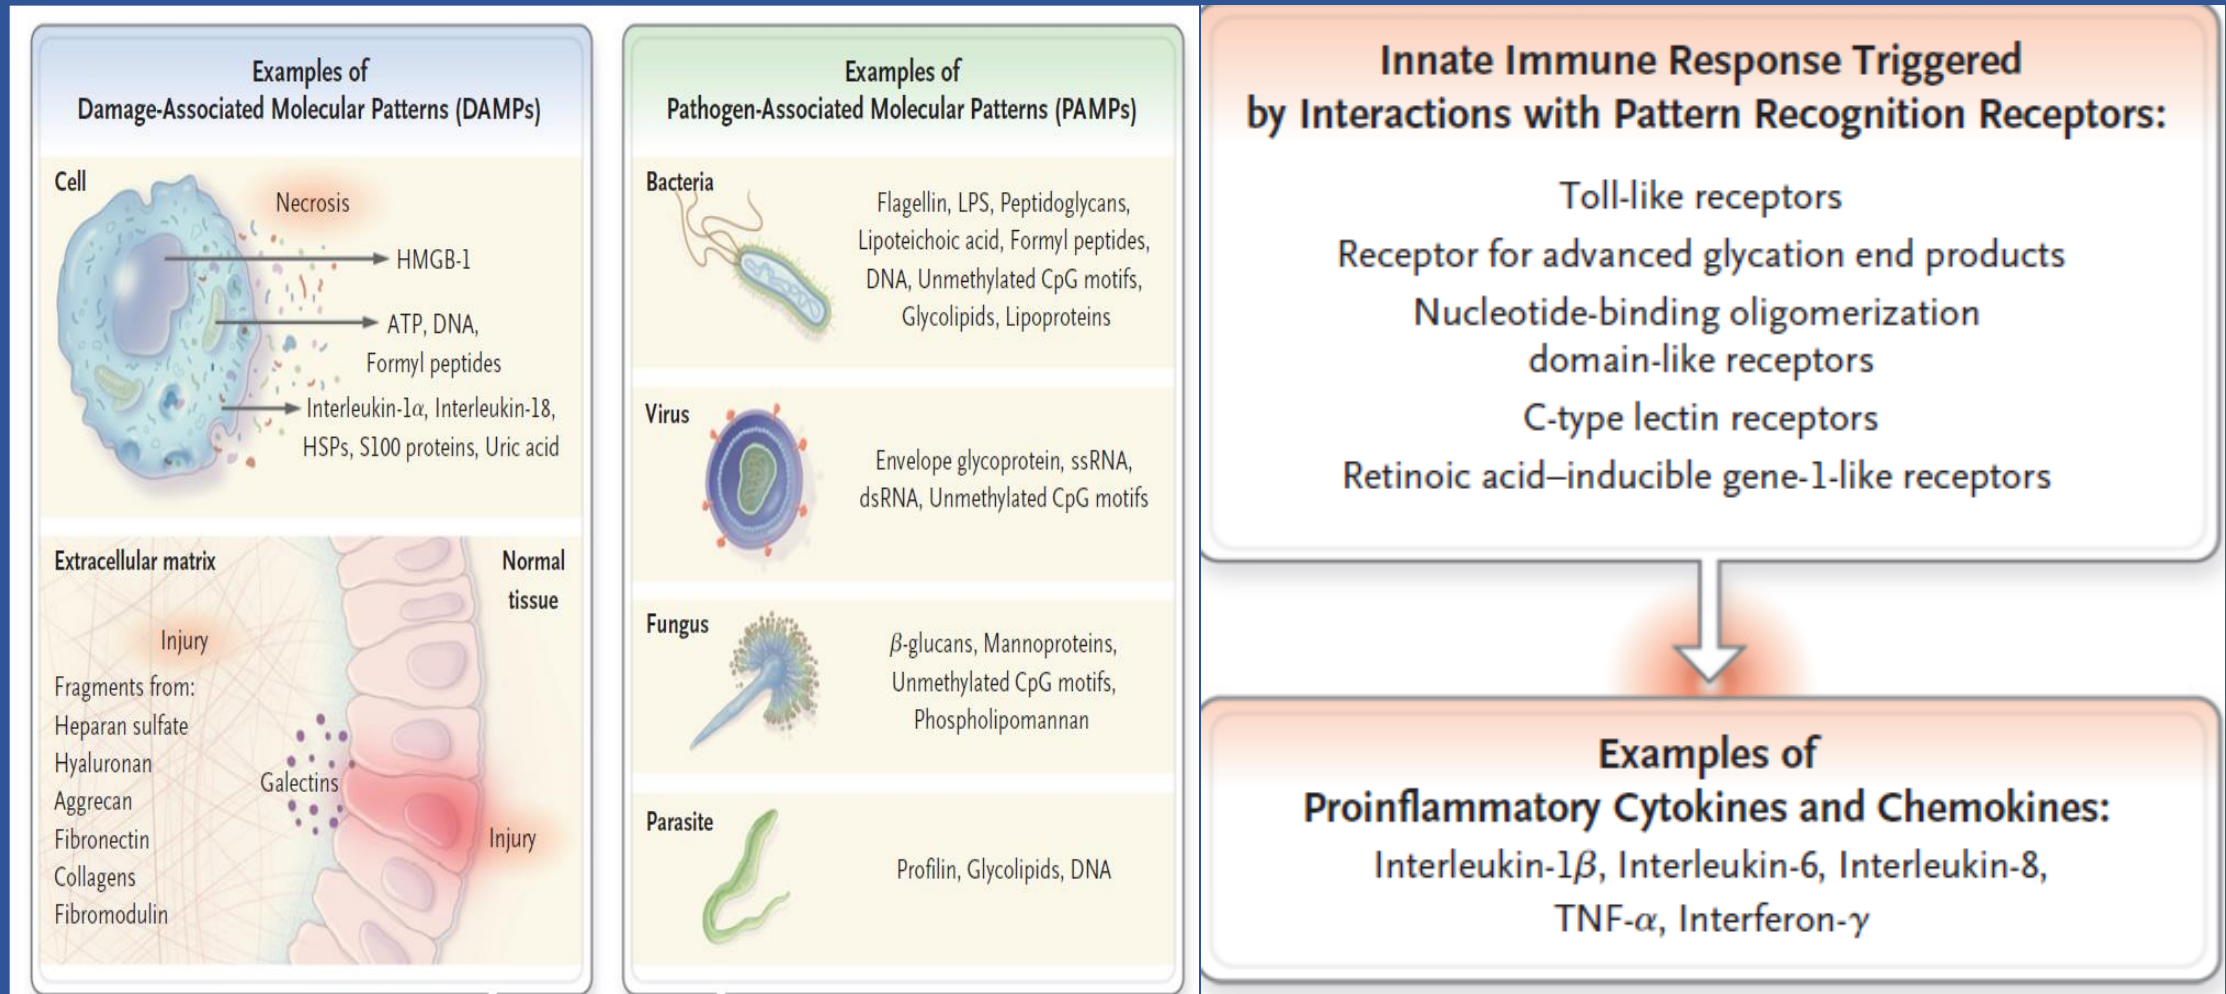 Examples of
Damage-Associated Molecular Patterns (DAMPs)
Cell
Necrosis
HMGB-1
ATP, DNA,
Formyl peptides
Interleukin-1α, Interleukin-18,
HSPs, S100 proteins, Uric acid
Extracellular matrix
Normal
tissue
Injury
Fragments from:
Heparan sulfate
Hyaluronan
Aggrecan
Fibronectin
Collagens
Fibromodulin
Galectins
Injury
Examples of
Pathogen-Associated Molecular Patterns (PAMPs)
Bacteria
Flagellin, LPS, Peptidoglycans,
Lipoteichoic acid, Formyl peptides,
DNA, Unmethylated CpG motifs,
Glycolipids, Lipoproteins
Virus
Envelope glycoprotein, ssRNA,
dsRNA, Unmethylated CpG motifs
Fungus
β-glucans, Mannoproteins,
Unmethylated CpG motifs,
Phospholipomannan
Parasite
Profilin, Glycolipids, DNA
Innate Immune Response Triggered
by Interactions with Pattern Recognition Receptors:
Toll-like receptors
Receptor for advanced glycation end products
Nucleotide-binding oligomerization
domain-like receptors
C-type lectin receptors
Retinoic acid–inducible gene-1-like receptors
Examples of
Proinflammatory Cytokines and Chemokines:
Interleukin-1β, Interleukin-6, Interleukin-8,
TNF-α, Interferon-γ